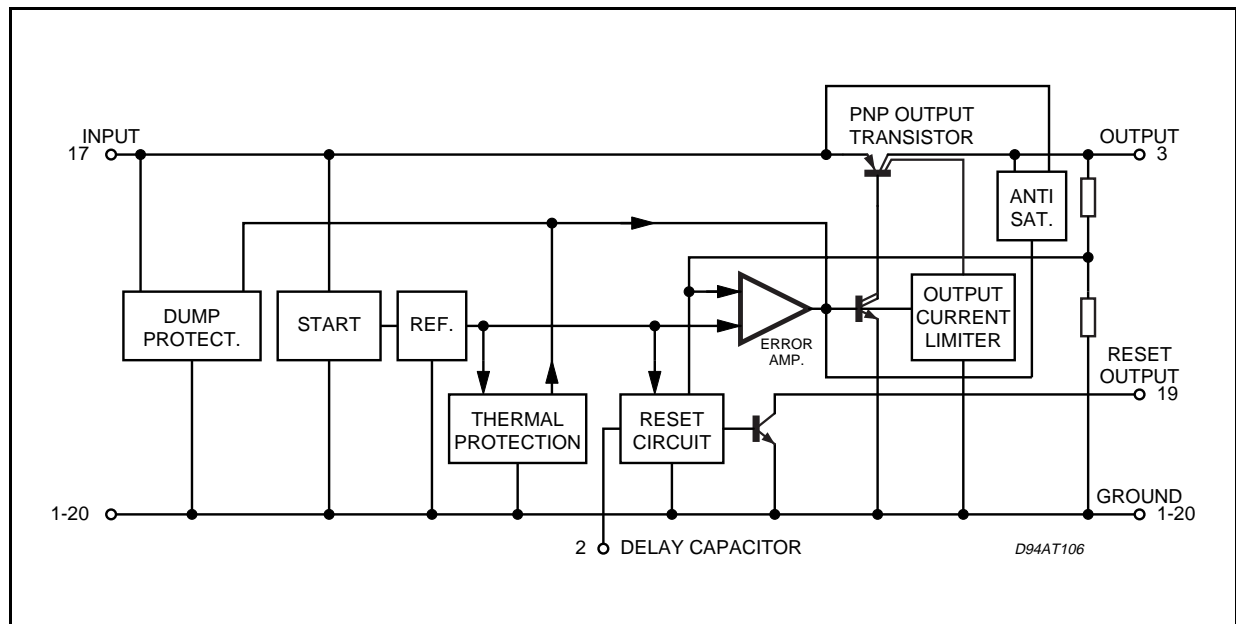 PNP OUTPUT
TRANSISTOR
INPUT
17
OUTPUT
3
ANTI
SAT.
DUMP
PROTECT.
START
REF.
ERROR
AMP.
OUTPUT
CURRENT
LIMITER
RESET
OUTPUT
19
THERMAL
PROTECTION
RESET
CIRCUIT
1-20
GROUND
1-20
2
DELAY CAPACITOR
D94AT106